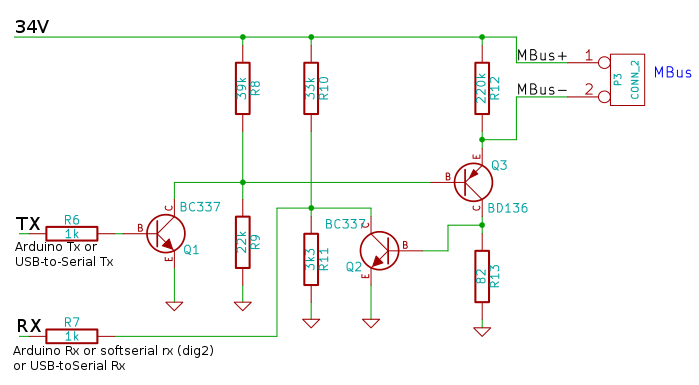 34V
MBus+ 1
P3
CONN_2
MBus
MBus− 2
39k
R8
33k
R10
220k
R12
E
Q3
B
C
BD136
BC337
C
TX
R6
1k
B
Q1
E
Arduino Tx or
USB-to-Serial Tx
22k
R9
BC337
C
B
Q2
E
3k3
R11
82
R13
RX
R7
1k
Arduino Rx or softserial rx (dig2)
or USB-toSerial Rx